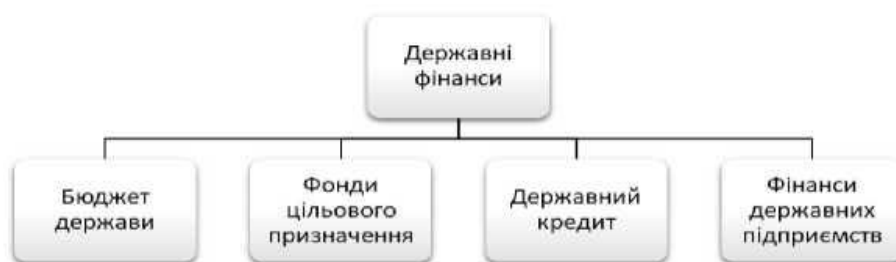 Державні
фінанси
Бюджет
держави
Фонди
цільового
призначення
Державний
кредит
Фінанси
державних
підприємств